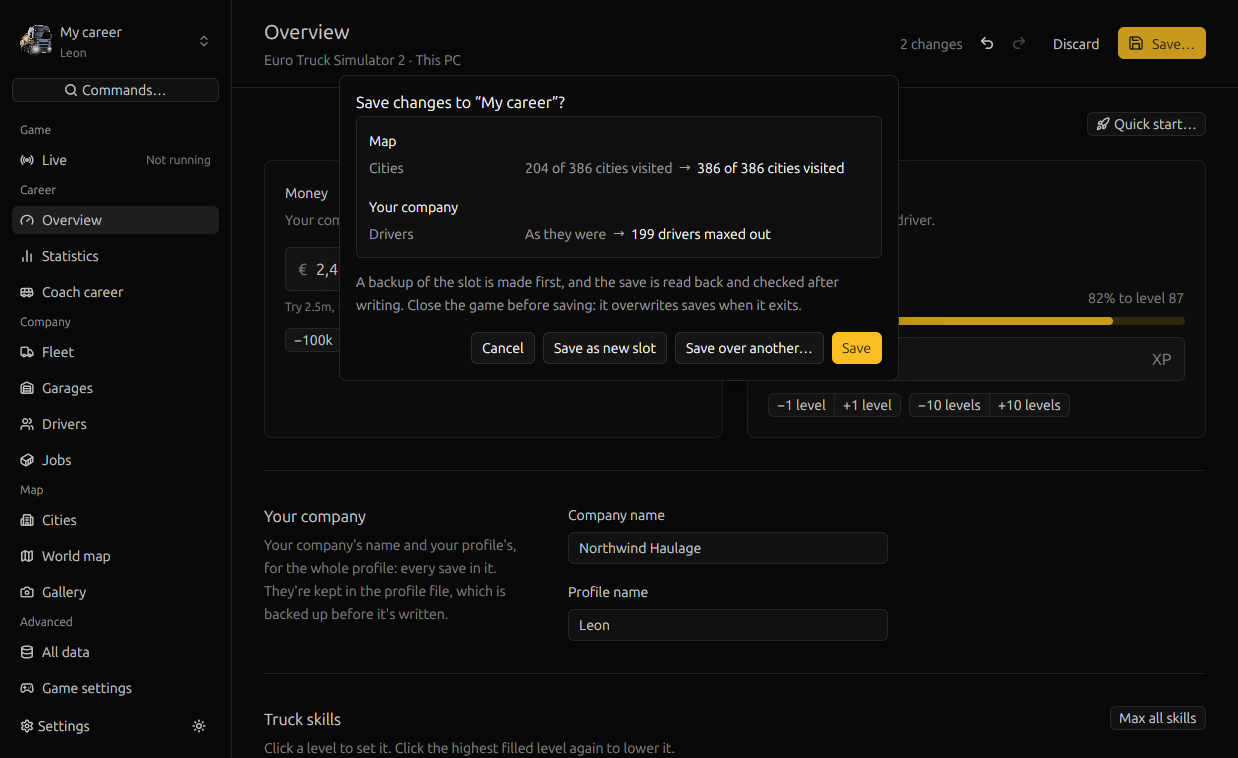 My career
Leon
Commands…
Game
Live
Not running
Career
Overview
Statistics
Coach career
Company
Fleet
Garages
Drivers
Jobs
Map
Cities
World map
Gallery
Advanced
All data
Game settings
Settings
Overview
Euro Truck Simulator 2 · This PC
2 changes
Discard
Save…
Quick start…
Save changes to “My career”?
Map
Cities
204 of 386 cities visited → 386 of 386 cities visited
Your company
Drivers
As they were → 199 drivers maxed out
A backup of the slot is made first, and the save is read back and checked after
writing. Close the game before saving: it overwrites saves when it exits.
Cancel
Save as new slot
Save over another…
Save
Money
Your com
€ 2,4
Try 2.5m,
−100k
driver.
82% to level 87
XP
−1 level
+1 level
−10 levels
+10 levels
Your company
Your company's name and your profile's,
for the whole profile: every save in it.
They're kept in the profile file, which is
backed up before it's written.
Company name
Northwind Haulage
Profile name
Leon
Truck skills
Click a level to set it. Click the highest filled level again to lower it.
Max all skills